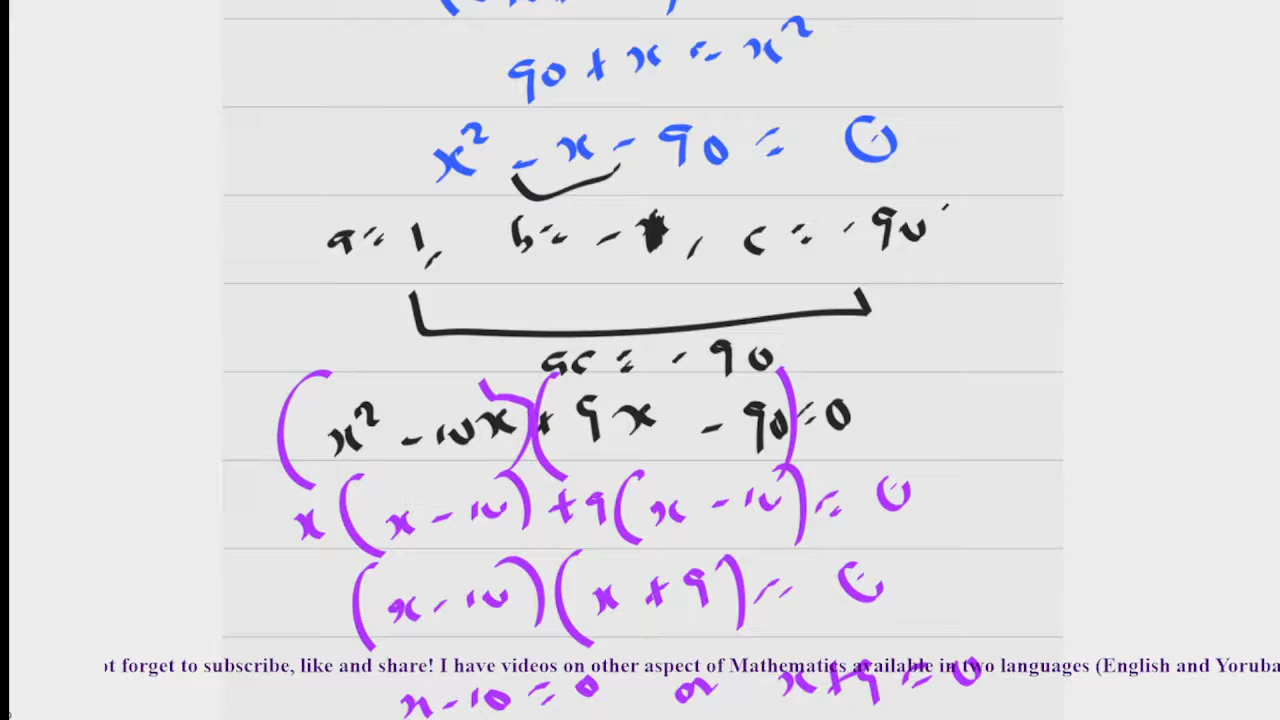 90 + x = x²
x² - x - 90 = 0
a = 1, b = -1, c = -90
ac = -90
(x² - 10x) + (9x - 90) = 0
x(x - 10) + 9(x - 10) = 0
(x - 10)(x + 9) = 0
ot forget to subscribe, like and share! I have videos on other aspect of Mathematics available in two languages (English and Yoruba
x - 10 = 0 or x + 9 = 0